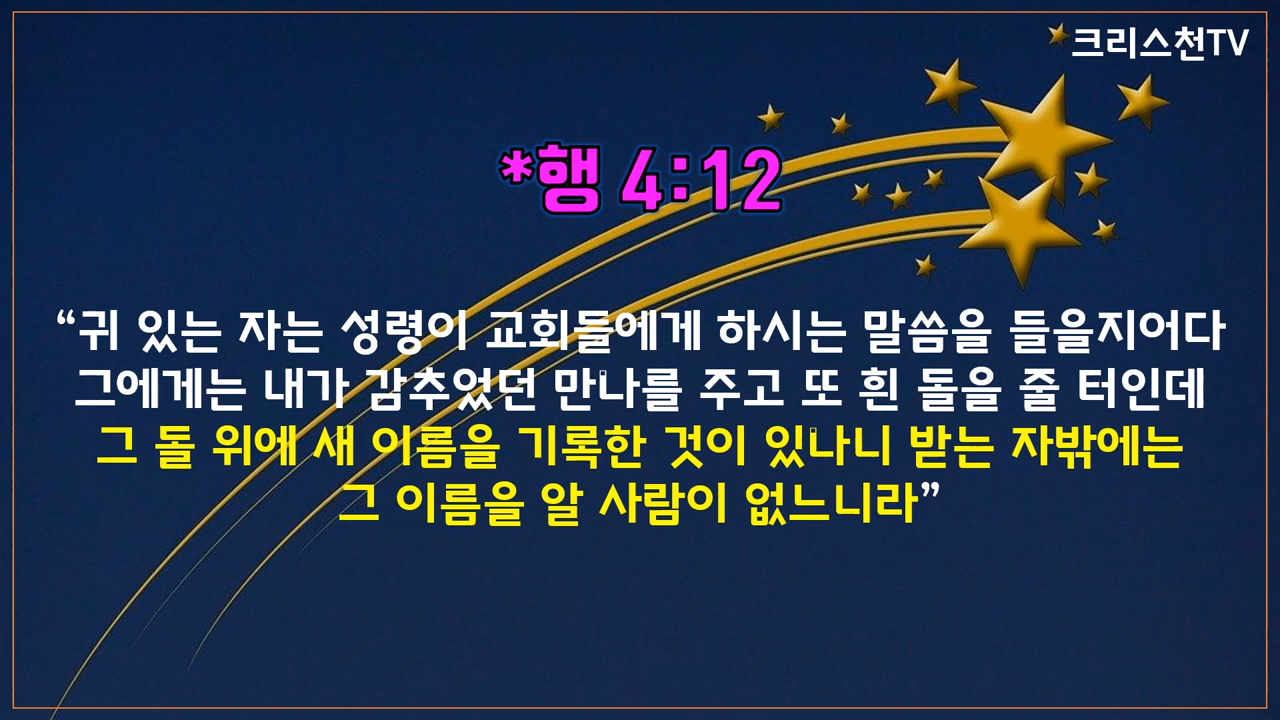 크리스천TV
*행 4:12
“귀 있는 자는 성령이 교회들에게 하시는 말씀을 들을지어다
그에게는 내가 감추었던 만나를 주고 또 흰 돌을 줄 터인데
그 돌 위에 새 이름을 기록한 것이 있나니 받는 자밖에는
그 이름을 알 사람이 없느니라”